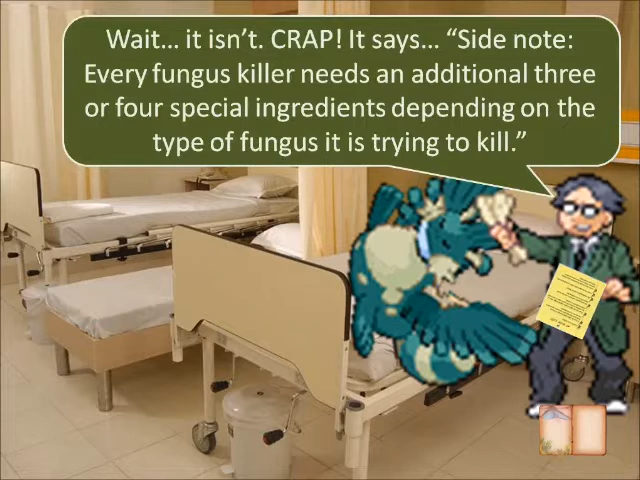 Wait… it isn’t. CRAP! It says… “Side note:
Every fungus killer needs an additional three
or four special ingredients depending on the
type of fungus it is trying to kill.”